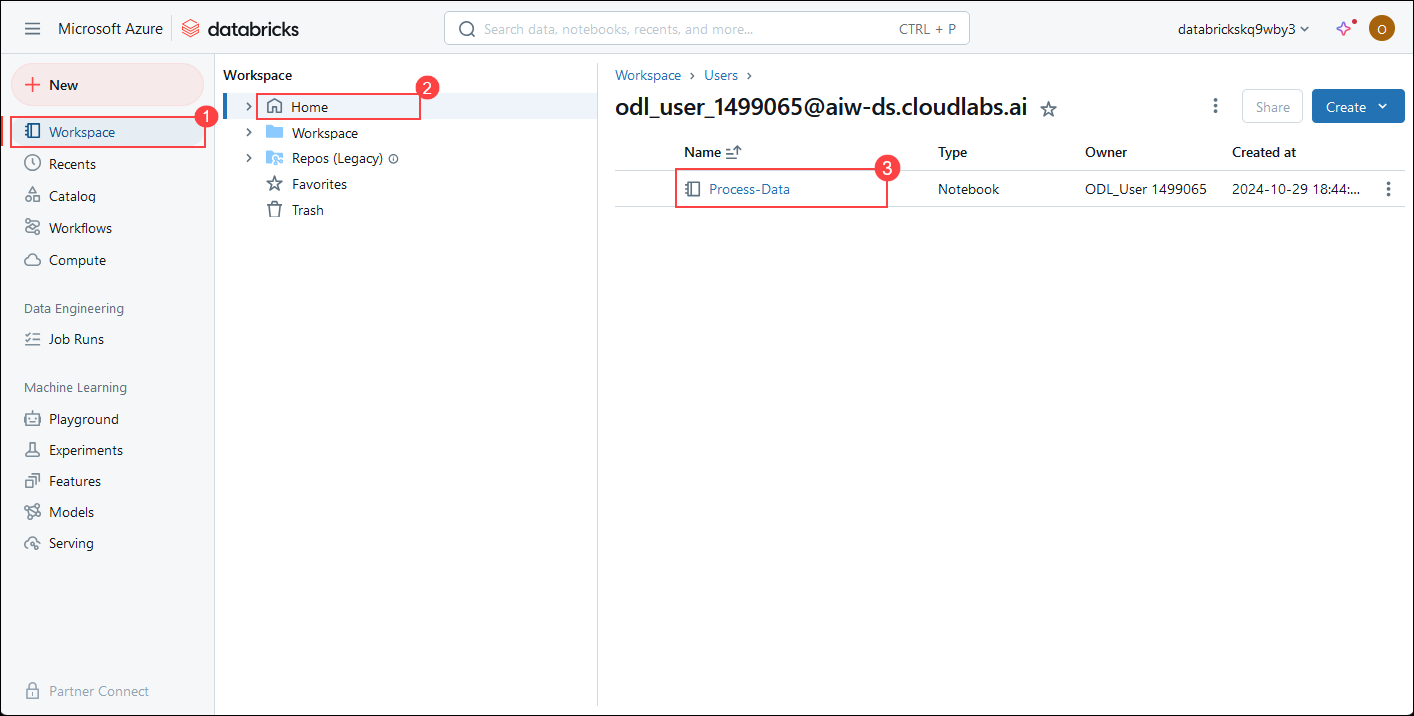 Microsoft Azure databricks
Search data, notebooks, recents, and more... CTRL + P
databrickskq9wby3
O
New
1
Workspace
Recents
Catalog
Workflows
Compute
Data Engineering
Job Runs
Machine Learning
Playground
Experiments
Features
Models
Serving
Partner Connect
Workspace
2
Home
Workspace
Repos (Legacy)
Favorites
Trash
Workspace > Users >
odl_user_1499065@aiw-ds.cloudlabs.ai
Share
Create
Name Type Owner Created at
3
Process-Data Notebook ODL_User 1499065 2024-10-29 18:44:...